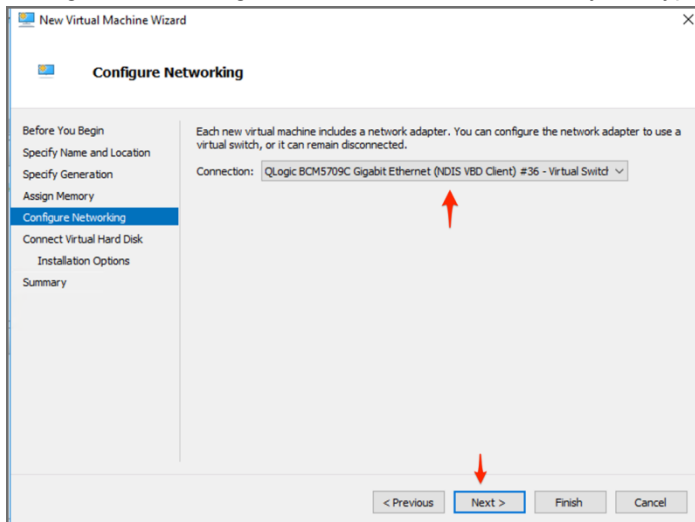 New Virtual Machine Wizard
Configure Networking
Before You Begin
Specify Name and Location
Specify Generation
Assign Memory
Configure Networking
Connect Virtual Hard Disk
Installation Options
Summary
Each new virtual machine includes a network adapter. You can configure the network adapter to use a
virtual switch, or it can remain disconnected.
Connection: QLogic BCM5709C Gigabit Ethernet (NDIS VBD Client) #36 - Virtual Switch
< Previous Next > Finish Cancel